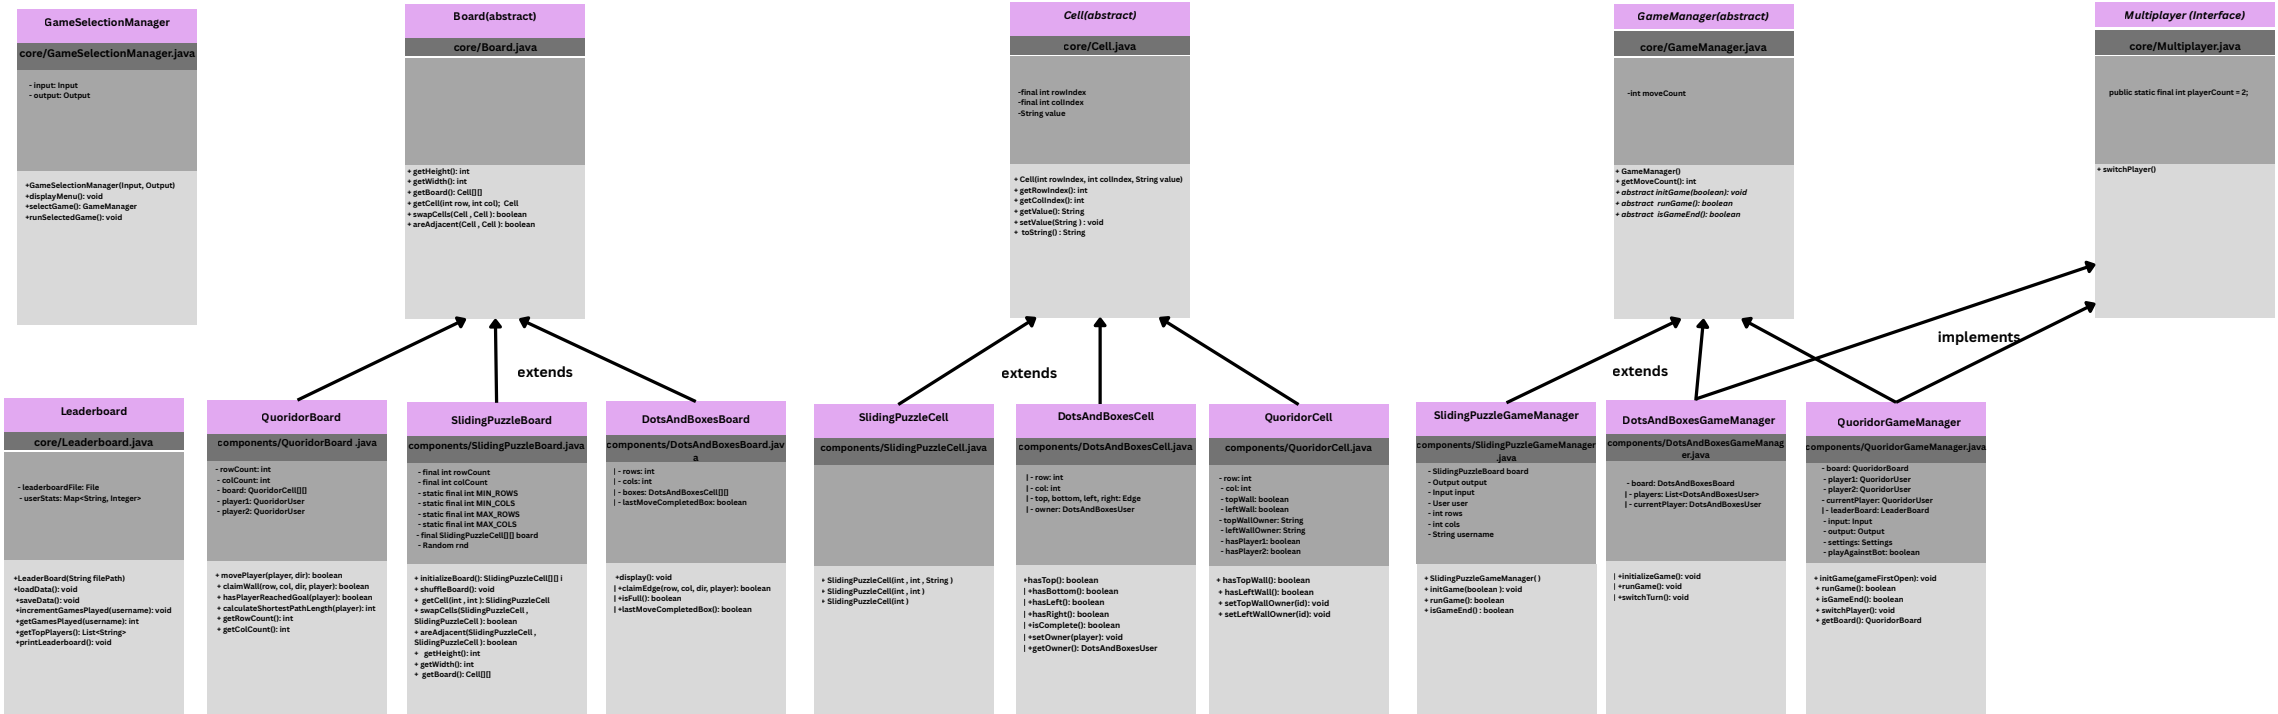 GameSelectionManager
core/GameSelectionManager.java
- input: Input
- output: Output
+GameSelectionManager(Input, Output)
+displayMenu(): void
+selectGame(): GameManager
+runSelectedGame(): void
Board(abstract)
core/Board.java
+ getHeight(): int
+ getWidth(): int
+ getBoard(): Cell[][]
+ getCell(int row, int col); Cell
+ swapCells(Cell , Cell ): boolean
+ areAdjacent(Cell , Cell ): boolean
Cell(abstract)
core/Cell.java
-final int rowIndex
-final int colIndex
-String value
+ Cell(int rowIndex, int colIndex, String value)
+ getRowIndex(): int
+ getColIndex(): int
+ getValue(): String
+ setValue(String ) : void
+ toString() : String
GameManager(abstract)
core/GameManager.java
-int moveCount
+ GameManager()
+ getMoveCount(): int
+ abstract initGame(boolean): void
+ abstract runGame(): boolean
+ abstract isGameEnd(): boolean
Multiplayer (Interface)
core/Multiplayer.java
public static final int playerCount = 2;
+ switchPlayer()
extends
extends
extends
implements
Leaderboard
core/Leaderboard.java
- leaderboardFile: File
- userStats: Map<String, Integer>
+LeaderBoard(String filePath)
+loadData(): void
+saveData(): void
+incrementGamesPlayed(username): void
+getGamesPlayed(username): int
+getTopPlayers(): List<String>
+printLeaderboard(): void
QuoridorBoard
components/QuoridorBoard .java
- rowCount: int
- colCount: int
- board: QuoridorCell[][]
- player1: QuoridorUser
- player2: QuoridorUser
+ movePlayer(player, dir): boolean
+ claimWall(row, col, dir, player): boolean
+ hasPlayerReachedGoal(player): boolean
+ calculateShortestPathLength(player): int
+ getRowCount(): int
+ getColCount(): int
SlidingPuzzleBoard
components/SlidingPuzzleBoard.java
- final int rowCount
- final int colCount
- static final int MIN_ROWS
- static final int MIN_COLS
- static final int MAX_ROWS
- static final int MAX_COLS
- final SlidingPuzzleCell[][] board
- Random rnd
+ initializeBoard(): SlidingPuzzleCell[][] i
+ shuffleBoard(): void
+ getCell(int , int ): SlidingPuzzleCell
+ swapCells(SlidingPuzzleCell ,
SlidingPuzzleCell ): boolean
+ areAdjacent(SlidingPuzzleCell ,
SlidingPuzzleCell ): boolean
+ getHeight(): int
+ getWidth(): int
+ getBoard(): Cell[][]
DotsAndBoxesBoard
components/DotsAndBoxesBoard.jav
a
| - rows: int
| - cols: int
| - boxes: DotsAndBoxesCell[][]
| - lastMoveCompletedBox: boolean
+display(): void
| +claimEdge(row, col, dir, player): boolean
| +isFull(): boolean
| +lastMoveCompletedBox(): boolean
SlidingPuzzleCell
components/SlidingPuzzleCell.java
+ SlidingPuzzleCell(int , int , String )
+ SlidingPuzzleCell(int , int )
+ SlidingPuzzleCell(int )
DotsAndBoxesCell
components/DotsAndBoxesCell.java
| - row: int
| - col: int
| - top, bottom, left, right: Edge
| - owner: DotsAndBoxesUser
+hasTop(): boolean
| +hasBottom(): boolean
| +hasLeft(): boolean
| +hasRight(): boolean
| +isComplete(): boolean
| +setOwner(player): void
| +getOwner(): DotsAndBoxesUser
QuoridorCell
components/QuoridorCell.java
- row: int
- col: int
- topWall: boolean
- leftWall: boolean
- topWallOwner: String
- leftWallOwner: String
- hasPlayer1: boolean
- hasPlayer2: boolean
+ hasTopWall(): boolean
+ hasLeftWall(): boolean
+ setTopWallOwner(id): void
+ setLeftWallOwner(id): void
SlidingPuzzleGameManager
components/SlidingPuzzleGameManager
.java
- SlidingPuzzleBoard board
- Output output
- Input input
- User user
- int rows
- int cols
- String username
+ SlidingPuzzleGameManager( )
+ initGame(boolean ): void
+ runGame(): boolean
+ isGameEnd() : boolean
DotsAndBoxesGameManager
components/DotsAndBoxesGameManag
er.java
- board: DotsAndBoxesBoard
| - players: List<DotsAndBoxesUser>
| - currentPlayer: DotsAndBoxesUser
| +initializeGame(): void
| +runGame(): void
| +switchTurn(): void
QuoridorGameManager
components/QuoridorGameManager.java
- board: QuoridorBoard
- player1: QuoridorUser
- player2: QuoridorUser
- currentPlayer: QuoridorUser
| - leaderBoard: LeaderBoard
- input: Input
- output: Output
- settings: Settings
- playAgainstBot: boolean
+ initGame(gameFirstOpen): void
+ runGame(): boolean
+ isGameEnd(): boolean
+ switchPlayer(): void
+ getBoard(): QuoridorBoard